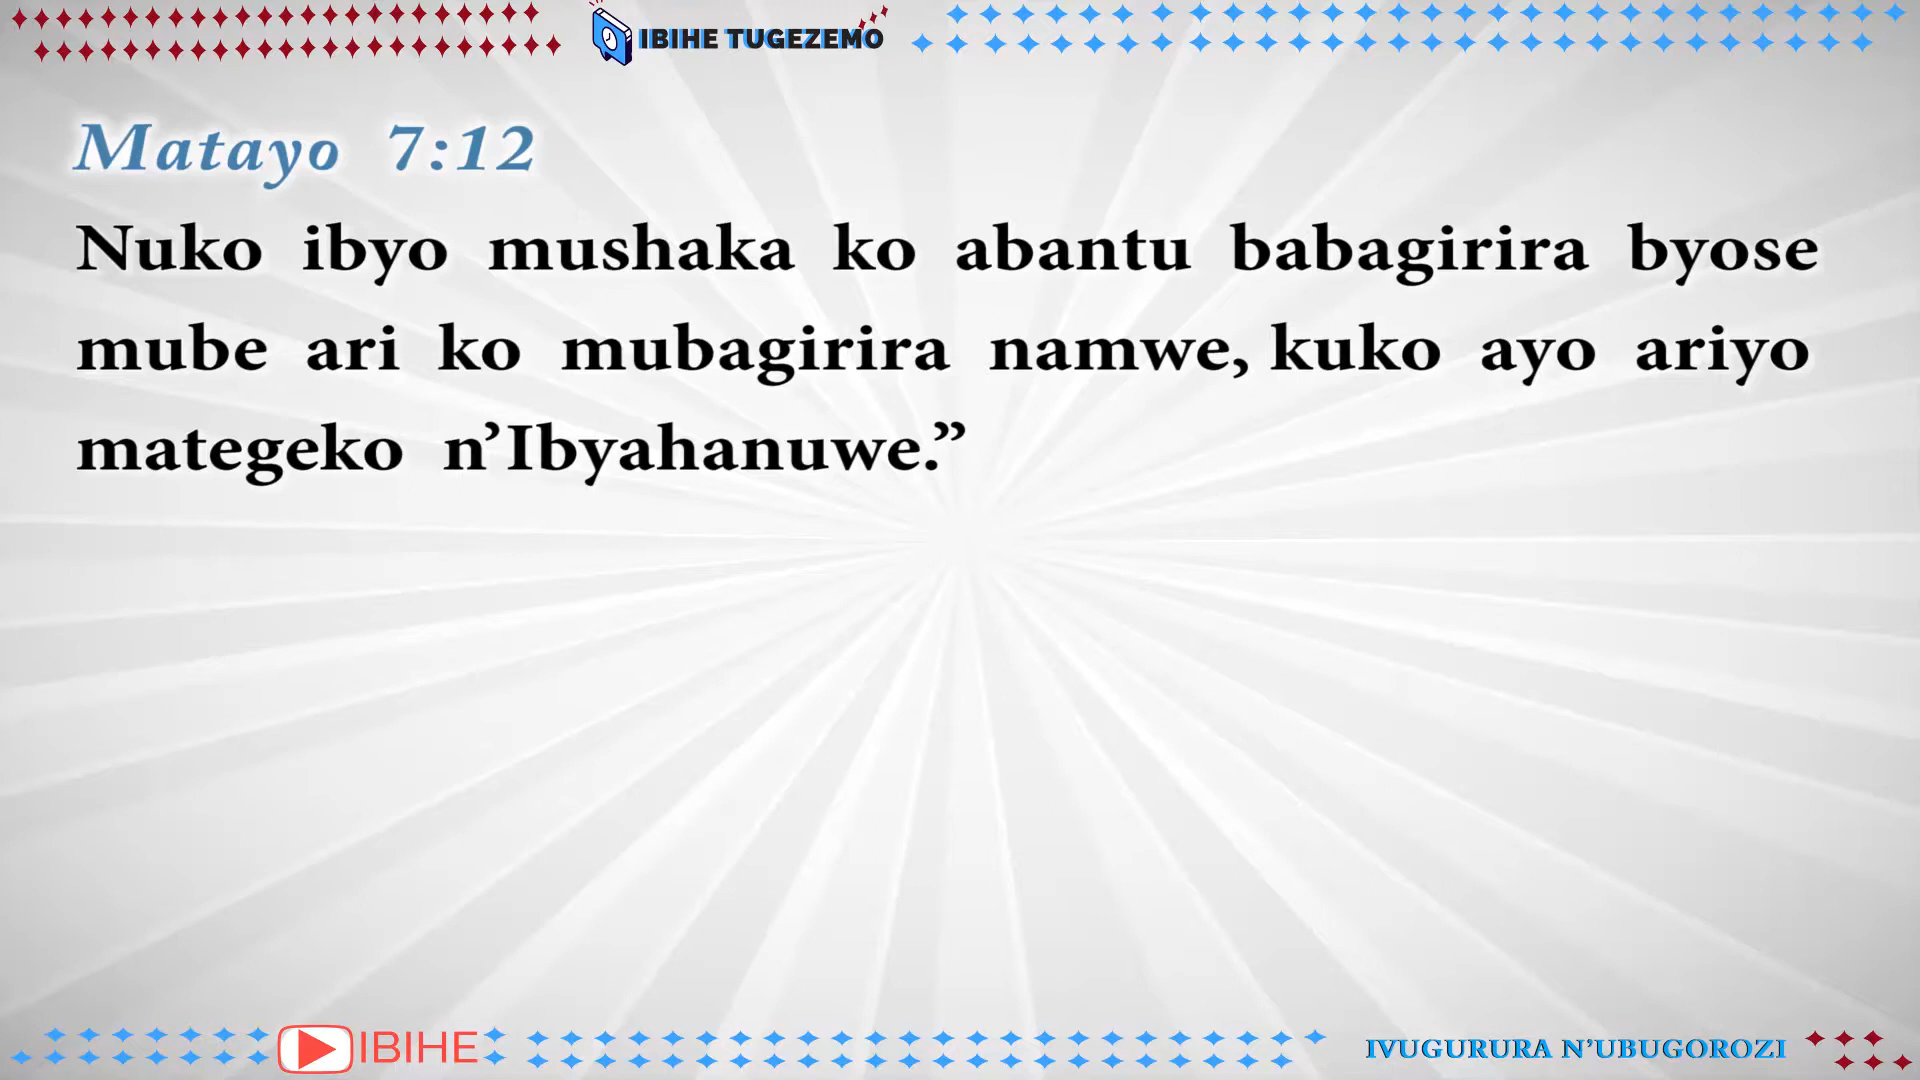 IBIHE TUGEZEMO
Matayo 7:12
Nuko ibyo mushaka ko abantu babagirira byose
mube ari ko mubagirira namwe, kuko ayo ariyo
mategeko n’Ibyahanuwe.”
IBIHE
IVUGURURA N’UBUGOROZI